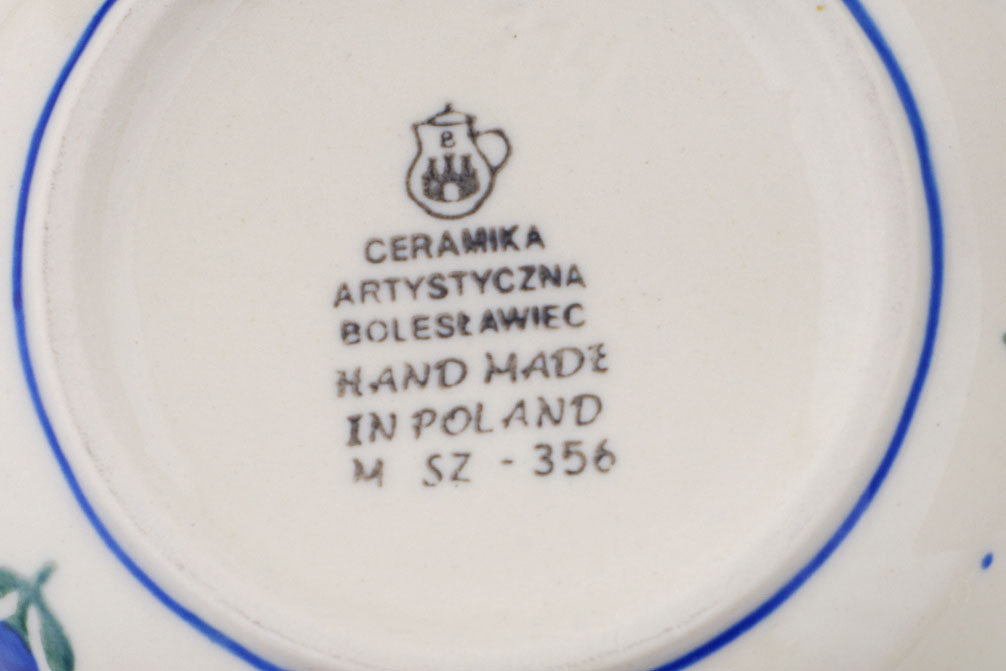 B
CERAMIKA
ARTYSTYCZNA
BOLESŁAWIEC
HAND MADE
IN POLAND
M SZ - 356